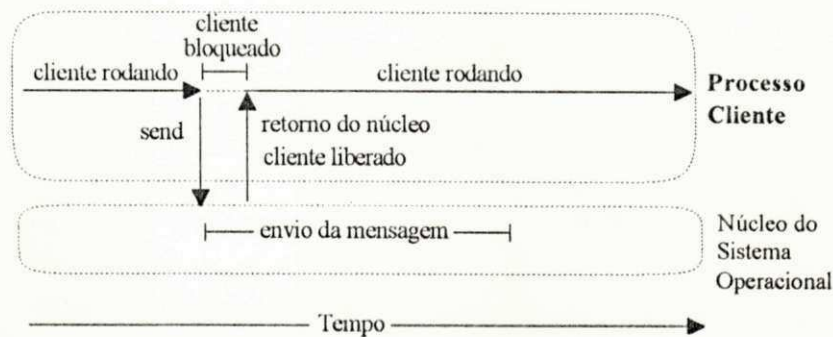 cliente
bloqueado
cliente rodando
cliente rodando
Processo
Cliente
send
retorno do núcleo
cliente liberado
envio da mensagem
Núcleo do
Sistema
Operacional
Tempo